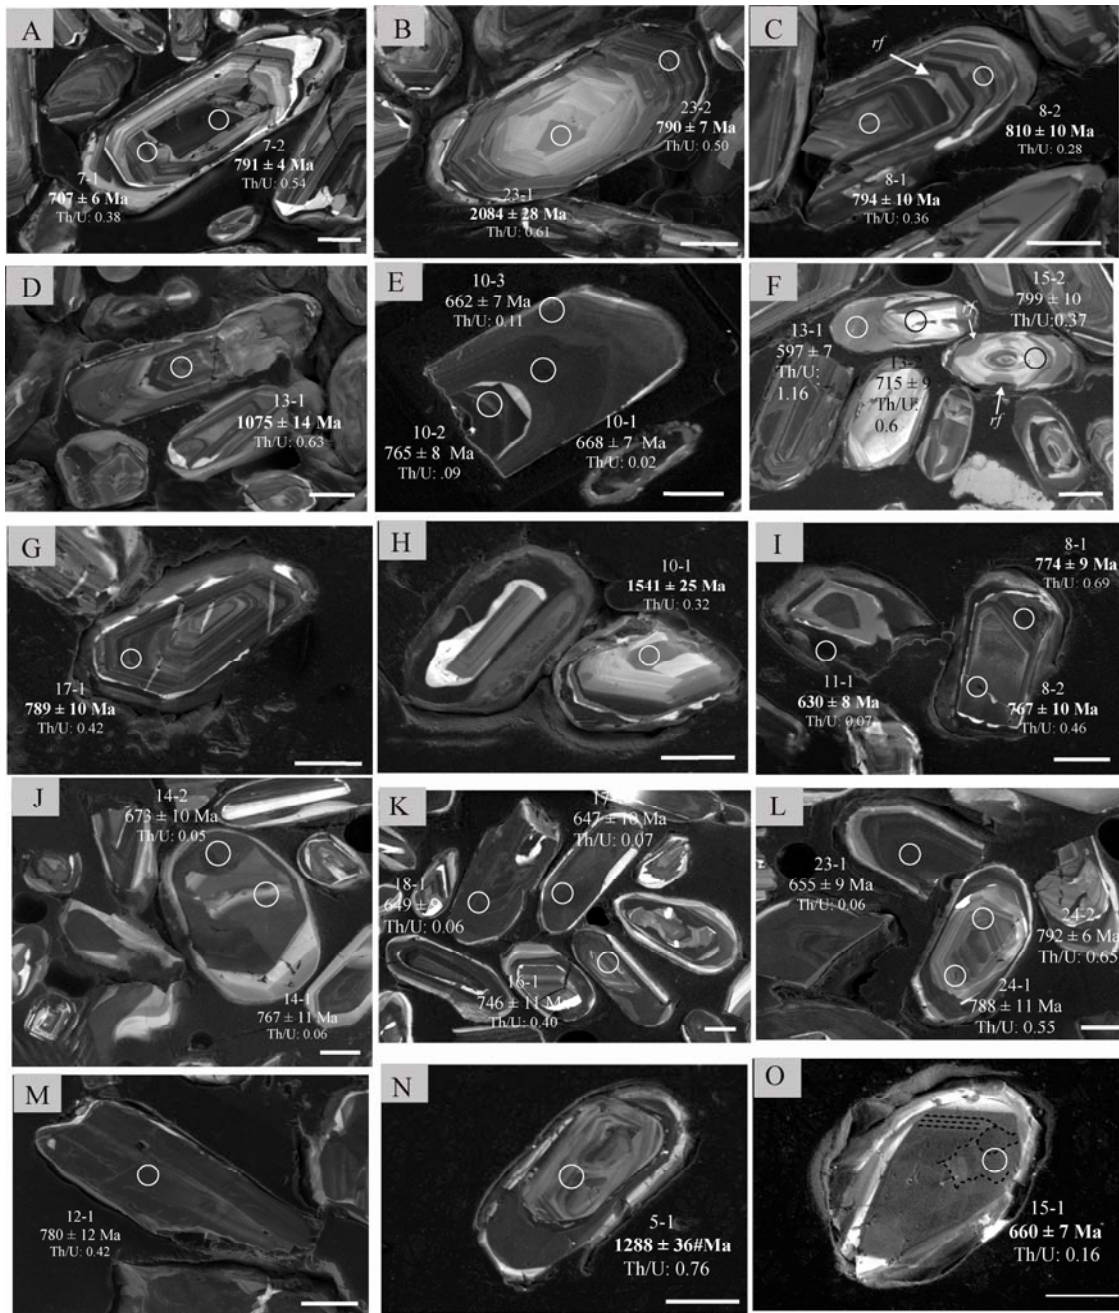 A
7-2
791 ± 4 Ma
Th/U: 0.54
7-1
707 ± 6 Ma
Th/U: 0.38
B
23-2
790 ± 7 Ma
Th/U: 0.50
23-1
2084 ± 28 Ma
Th/U: 0.61
C
rf
8-2
810 ± 10 Ma
Th/U: 0.28
8-1
794 ± 10 Ma
Th/U: 0.36
D
13-1
1075 ± 14 Ma
Th/U: 0.63
E
10-3
662 ± 7 Ma
Th/U: 0.11
10-2
765 ± 8 Ma
Th/U: .09
10-1
668 ± 7 Ma
Th/U: 0.02
F
15-2
799 ± 10
Th/U:0.37
rf
13-1
597 ± 7
Th/U:
1.16
13-2
715 ± 9
Th/U:
0.6
rf
G
17-1
789 ± 10 Ma
Th/U: 0.42
H
10-1
1541 ± 25 Ma
Th/U: 0.32
I
8-1
774 ± 9 Ma
Th/U: 0.69
11-1
630 ± 8 Ma
Th/U: 0.07
8-2
767 ± 10 Ma
Th/U: 0.46
J
14-2
673 ± 10 Ma
Th/U: 0.05
14-1
767 ± 11 Ma
Th/U: 0.06
K
647 ± 10 Ma
Th/U: 0.07
18-1
649 ± 9
Th/U: 0.06
16-1
746 ± 11 Ma
Th/U: 0.40
L
23-1
655 ± 9 Ma
Th/U: 0.06
24-2
792 ± 6 Ma
Th/U: 0.65
24-1
788 ± 11 Ma
Th/U: 0.55
M
12-1
780 ± 12 Ma
Th/U: 0.42
N
5-1
1288 ± 36#Ma
Th/U: 0.76
O
15-1
660 ± 7 Ma
Th/U: 0.16